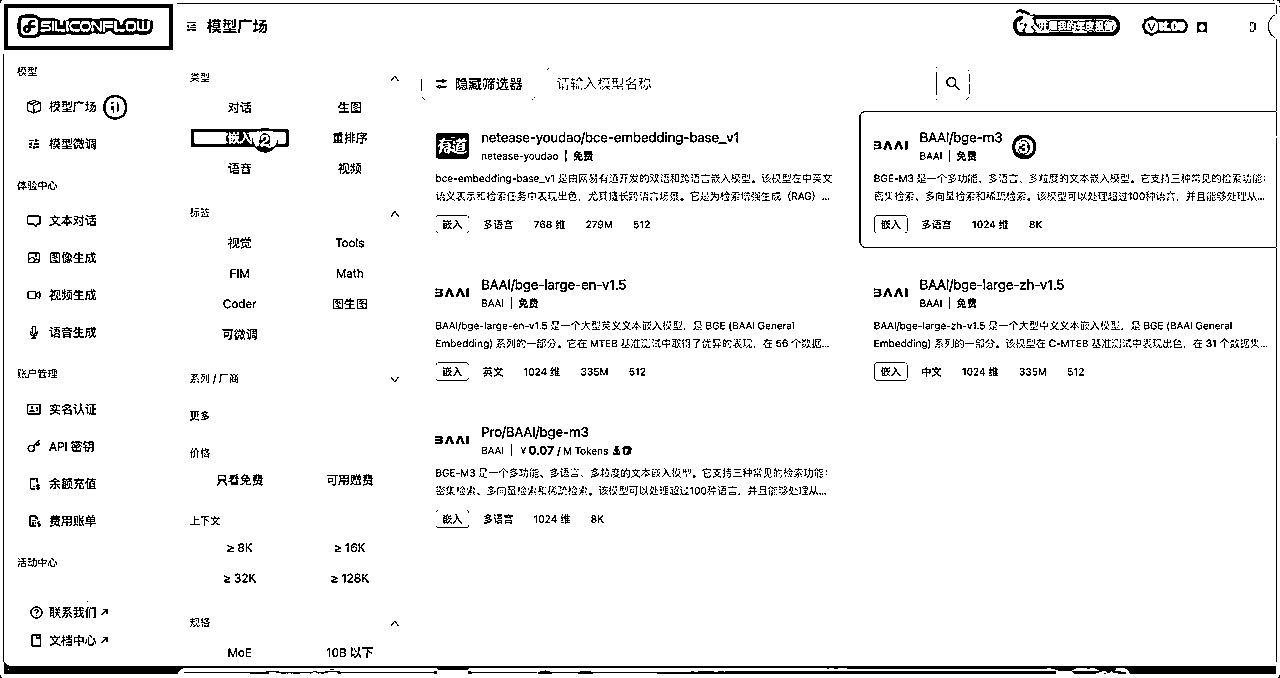 SILICONFLOW
模型广场
模型
模型广场 ①
模型微调
体验中心
文本对话
图像生成
视频生成
语音生成
账户管理
实名认证
API 密钥
余额充值
费用账单
活动中心
联系我们
文档中心
类型
对话 生图
嵌入 ② 重排序
语音 视频
标签
视觉 Tools
FIM Math
Coder 图生图
可微调
系列 / 厂商
更多
价格
只看免费 可用赠费
上下文
≥ 8K ≥ 16K
≥ 32K ≥ 128K
规格
MoE 10B 以下
隐藏筛选器 请输入模型名称
有道
netease-youdao/bce-embedding-base_v1
netease-youdao | 免费
bce-embedding-base_v1 是由网易有道开发的双语和跨语言嵌入模型。该模型在中英文
语义表示和检索任务中表现出色，尤其擅长跨语言场景。它是为检索增强生成（RAG）...
嵌入 多语言 768 维 279M 512
BAAI
BAAI/bge-m3 ③
BAAI | 免费
BGE-M3 是一个多功能、多语言、多粒度的文本嵌入模型。它支持三种常见的检索功能：
密集检索、多向量检索和稀疏检索。该模型可以处理超过100种语言，并且能够处理从...
嵌入 多语言 1024 维 8K
BAAI
BAAI/bge-large-en-v1.5
BAAI | 免费
BAAI/bge-large-en-v1.5 是一个大型英文文本嵌入模型，是 BGE (BAAI General
Embedding) 系列的一部分。它在 MTEB 基准测试中取得了优异的表现，在 56 个数据...
嵌入 英文 1024 维 335M 512
BAAI
BAAI/bge-large-zh-v1.5
BAAI | 免费
BAAI/bge-large-zh-v1.5 是一个大型中文文本嵌入模型，是 BGE (BAAI General
Embedding) 系列的一部分。该模型在 C-MTEB 基准测试中表现出色，在 31 个数据集...
嵌入 中文 1024 维 335M 512
BAAI
Pro/BAAI/bge-m3
BAAI | ￥0.07 / M Tokens
BGE-M3 是一个多功能、多语言、多粒度的文本嵌入模型。它支持三种常见的检索功能：
密集检索、多向量检索和稀疏检索。该模型可以处理超过100种语言，并且能够处理从...
嵌入 多语言 1024 维 8K